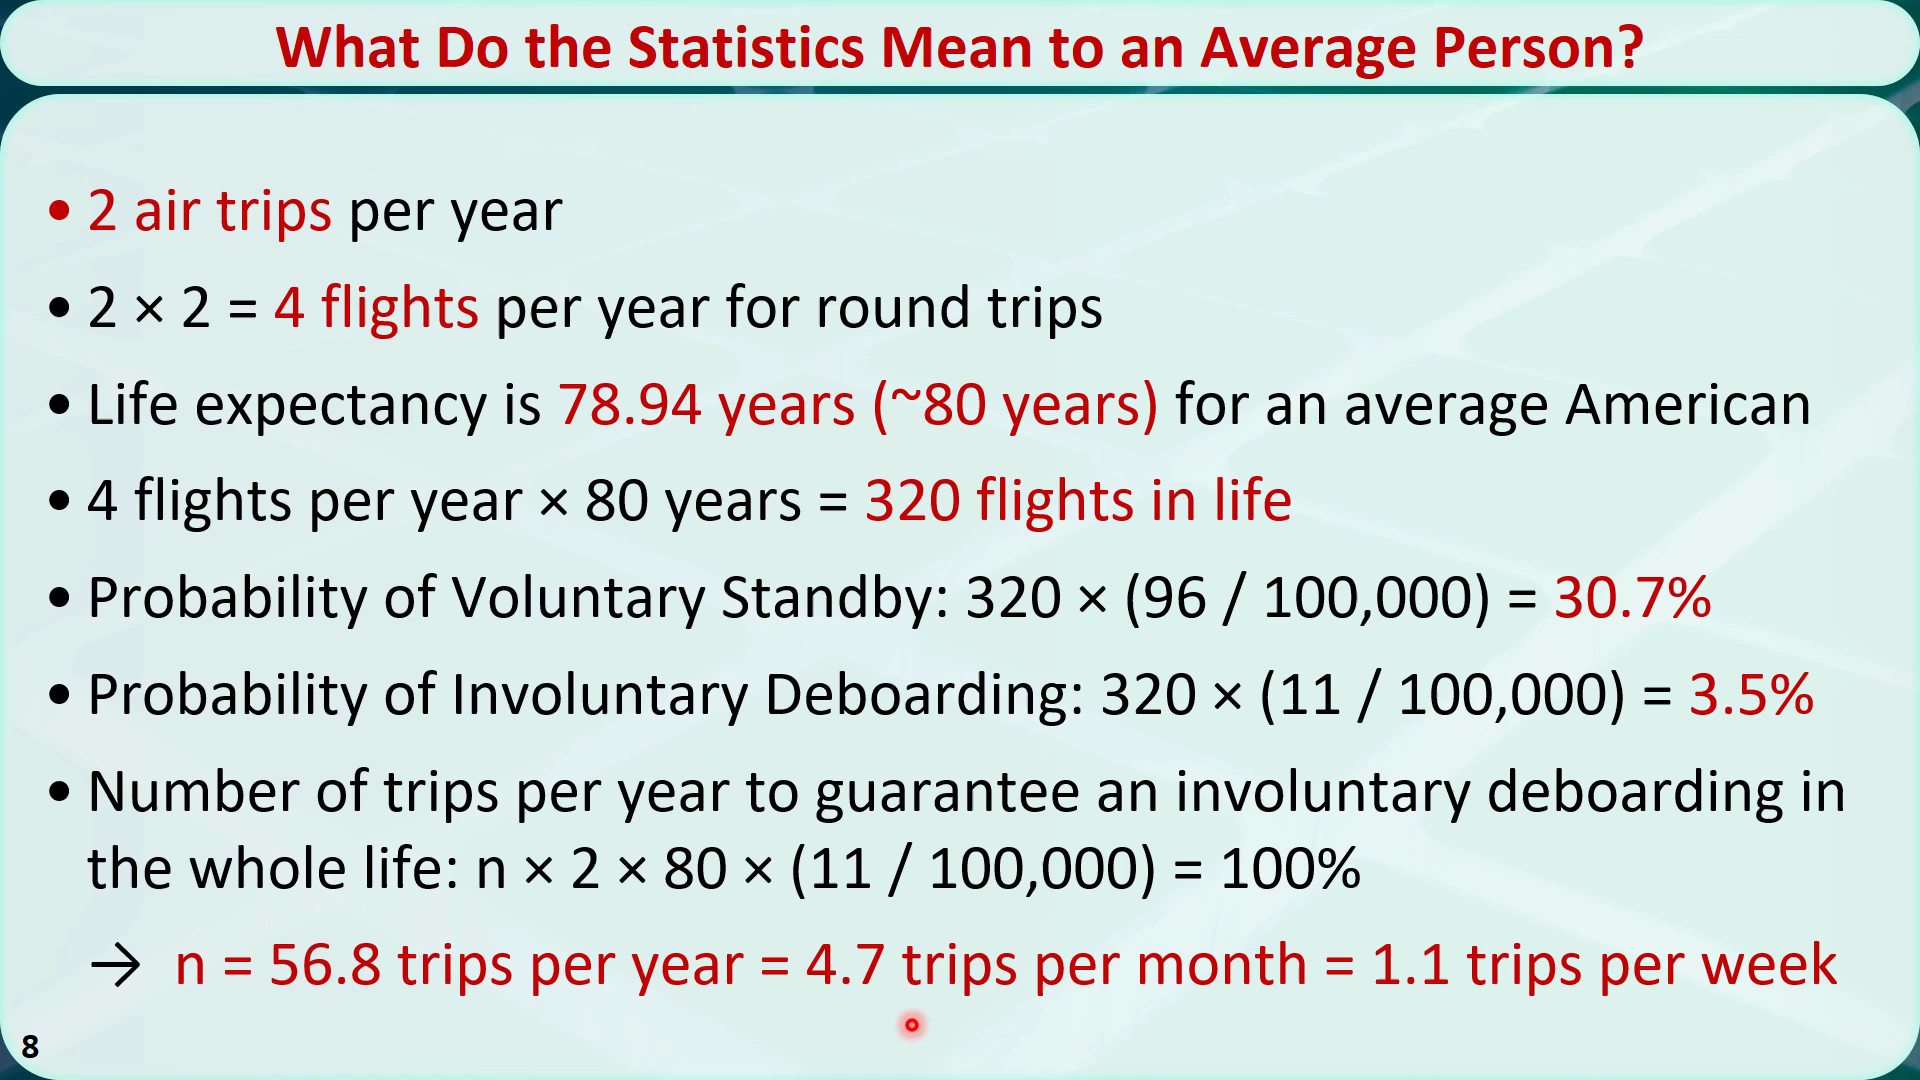 What Do the Statistics Mean to an Average Person?
• 2 air trips per year
• 2 × 2 = 4 flights per year for round trips
• Life expectancy is 78.94 years (~80 years) for an average American
• 4 flights per year × 80 years = 320 flights in life
• Probability of Voluntary Standby: 320 × (96 / 100,000) = 30.7%
• Probability of Involuntary Deboarding: 320 × (11 / 100,000) = 3.5%
• Number of trips per year to guarantee an involuntary deboarding in
the whole life: n × 2 × 80 × (11 / 100,000) = 100%
→ n = 56.8 trips per year = 4.7 trips per month = 1.1 trips per week
8